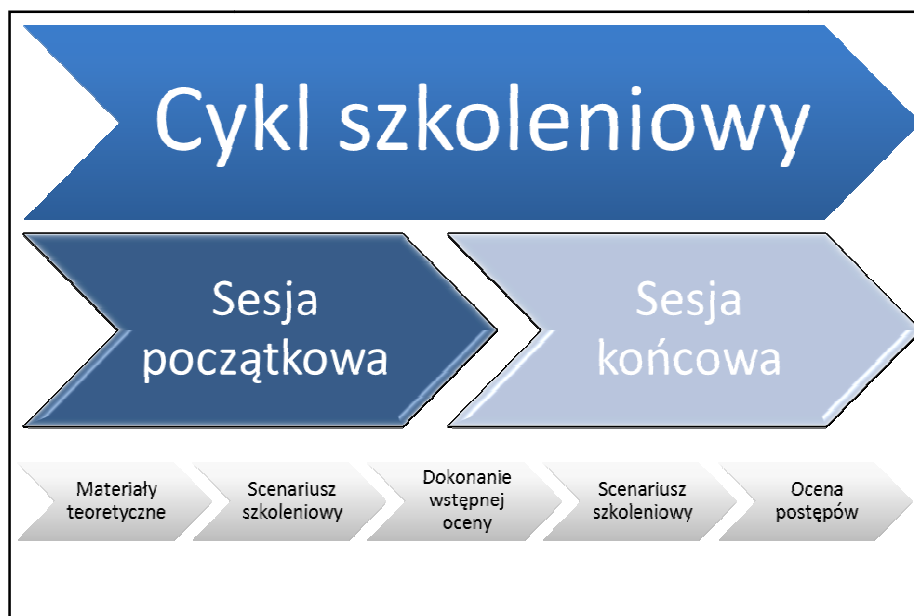 Cykl szkoleniowy
Sesja
początkowa
Sesja
końcowa
Materiały
teoretyczne
Scenariusz
szkoleniowy
Dokonanie
wstępnej
oceny
Scenariusz
szkoleniowy
Ocena
postępów